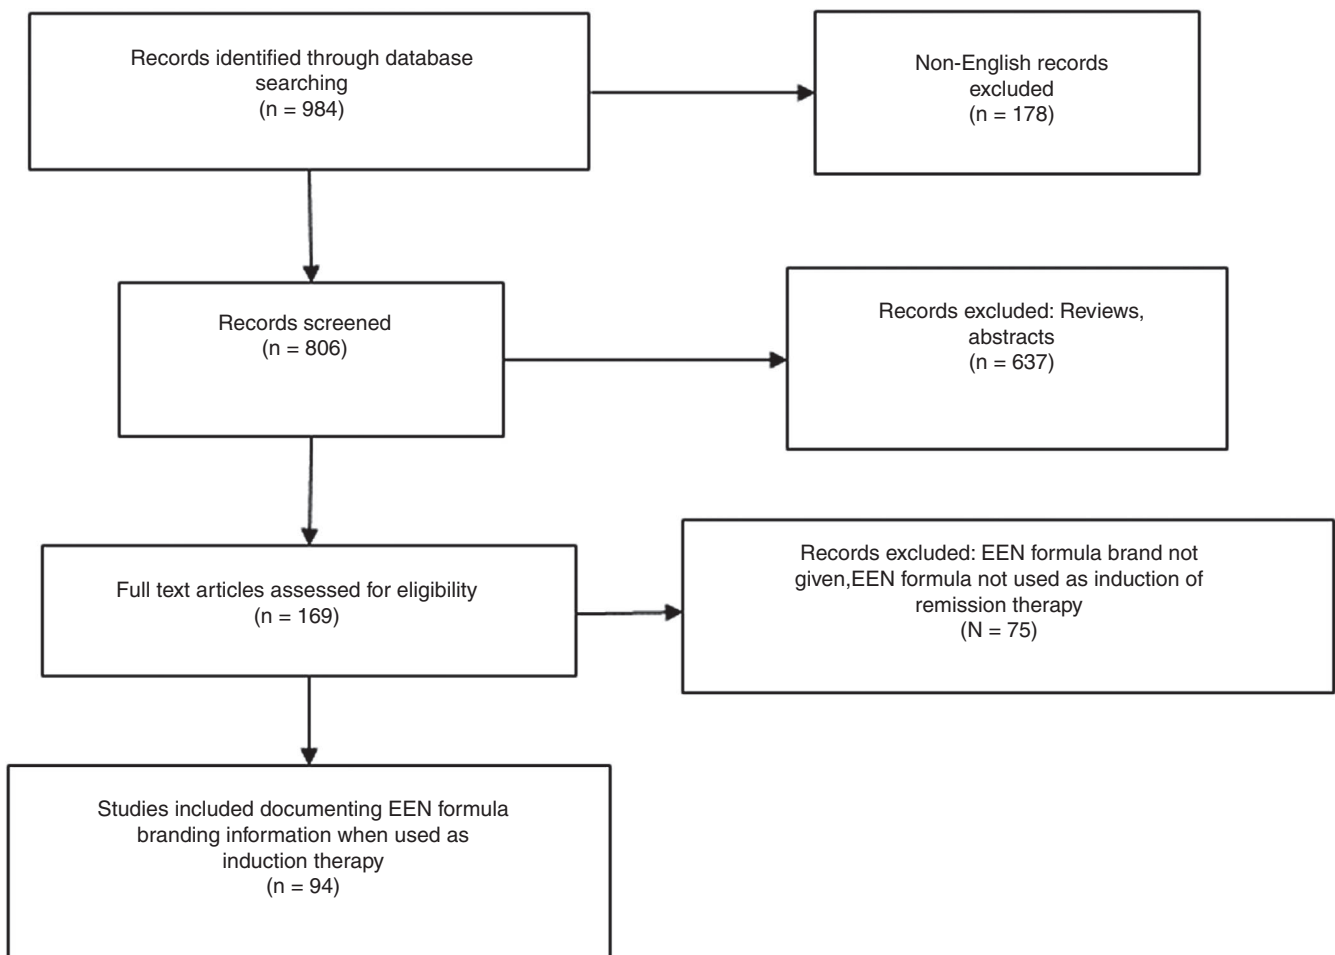 Records identified through database
searching
(n = 984)
Non-English records
excluded
(n = 178)
Records screened
(n = 806)
Records excluded: Reviews,
abstracts
(n = 637)
Full text articles assessed for eligibility
(n = 169)
Records excluded: EEN formula brand not
given,EEN formula not used as induction of
remission therapy
(N = 75)
Studies included documenting EEN formula
branding information when used as
induction therapy
(n = 94)